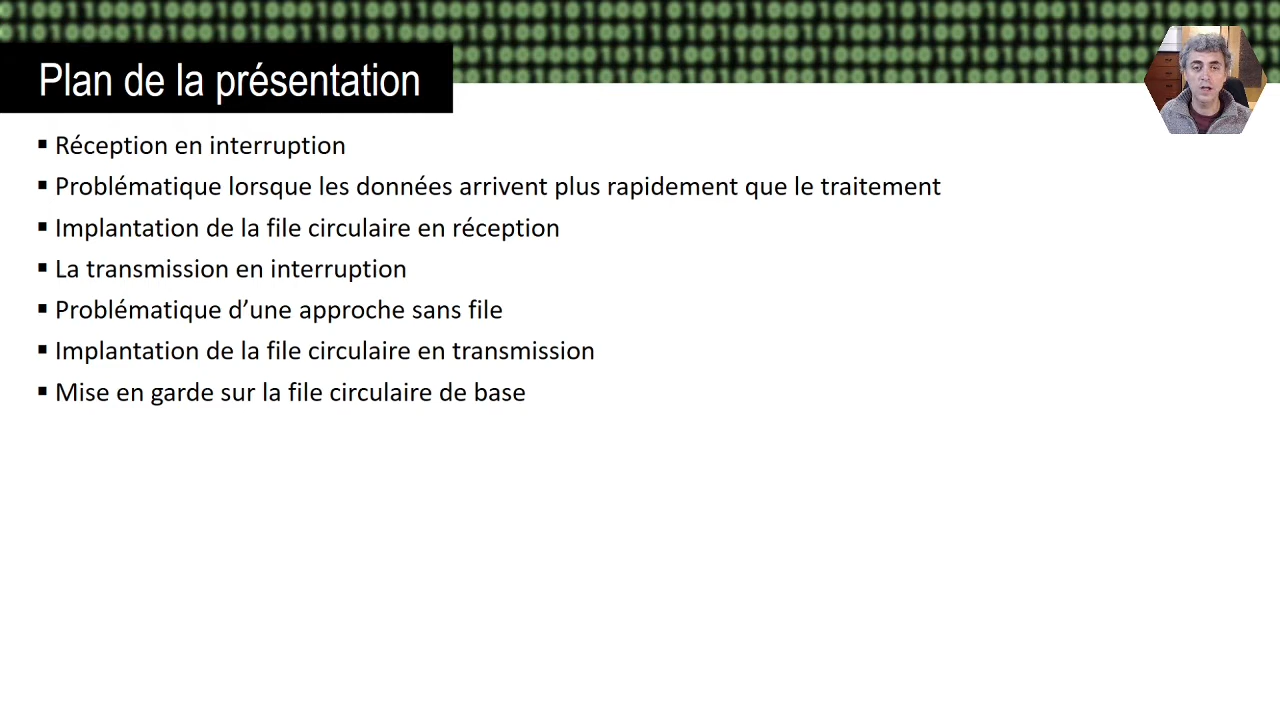 Plan de la présentation
▪ Réception en interruption
▪ Problématique lorsque les données arrivent plus rapidement que le traitement
▪ Implantation de la file circulaire en réception
▪ La transmission en interruption
▪ Problématique d’une approche sans file
▪ Implantation de la file circulaire en transmission
▪ Mise en garde sur la file circulaire de base